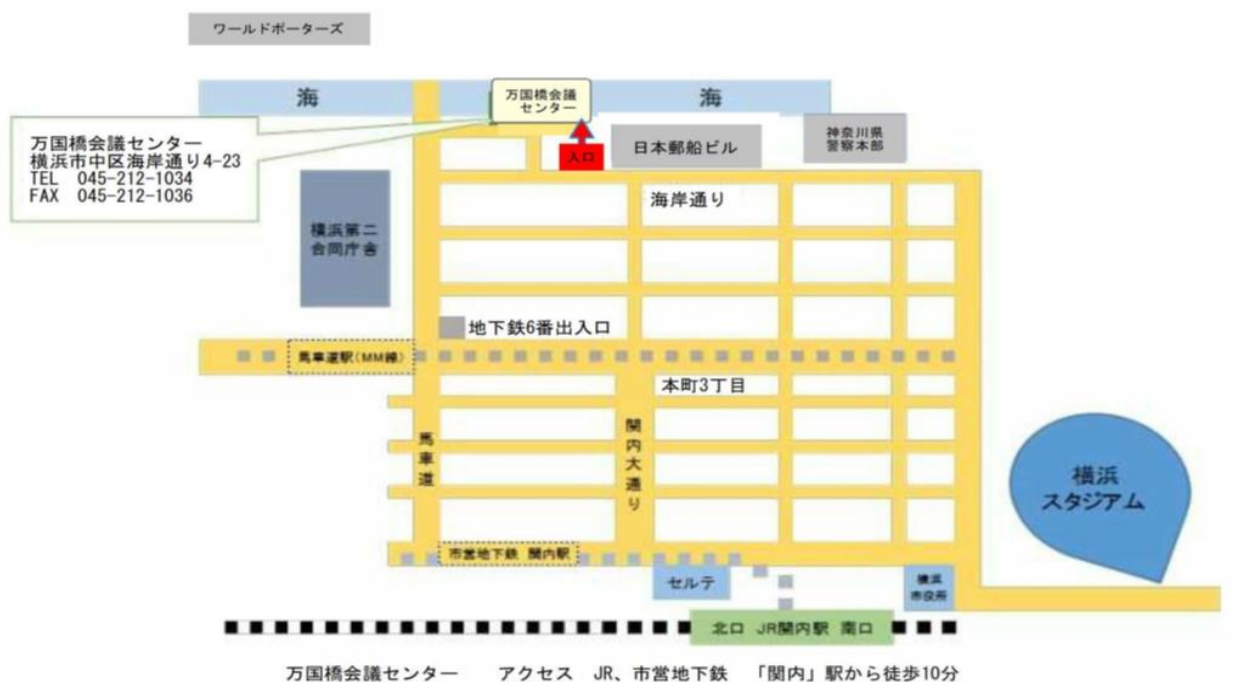 ワールドポーターズ
海
万国橋会議
センター
海
万国橋会議センター
横浜市中区海岸通り4-23
TEL 045-212-1034
FAX 045-212-1036
入口
日本郵船ビル
神奈川県
警察本部
海岸通り
横浜第二
合同庁舎
地下鉄6番出入口
馬車道駅(MM線)
本町3丁目
馬車道
関内大通り
横浜
スタジアム
市営地下鉄 関内駅
セルテ
横浜
市役所
北口 JR関内駅 南口
万国橋会議センター アクセス JR、市営地下鉄 「関内」駅から徒歩10分